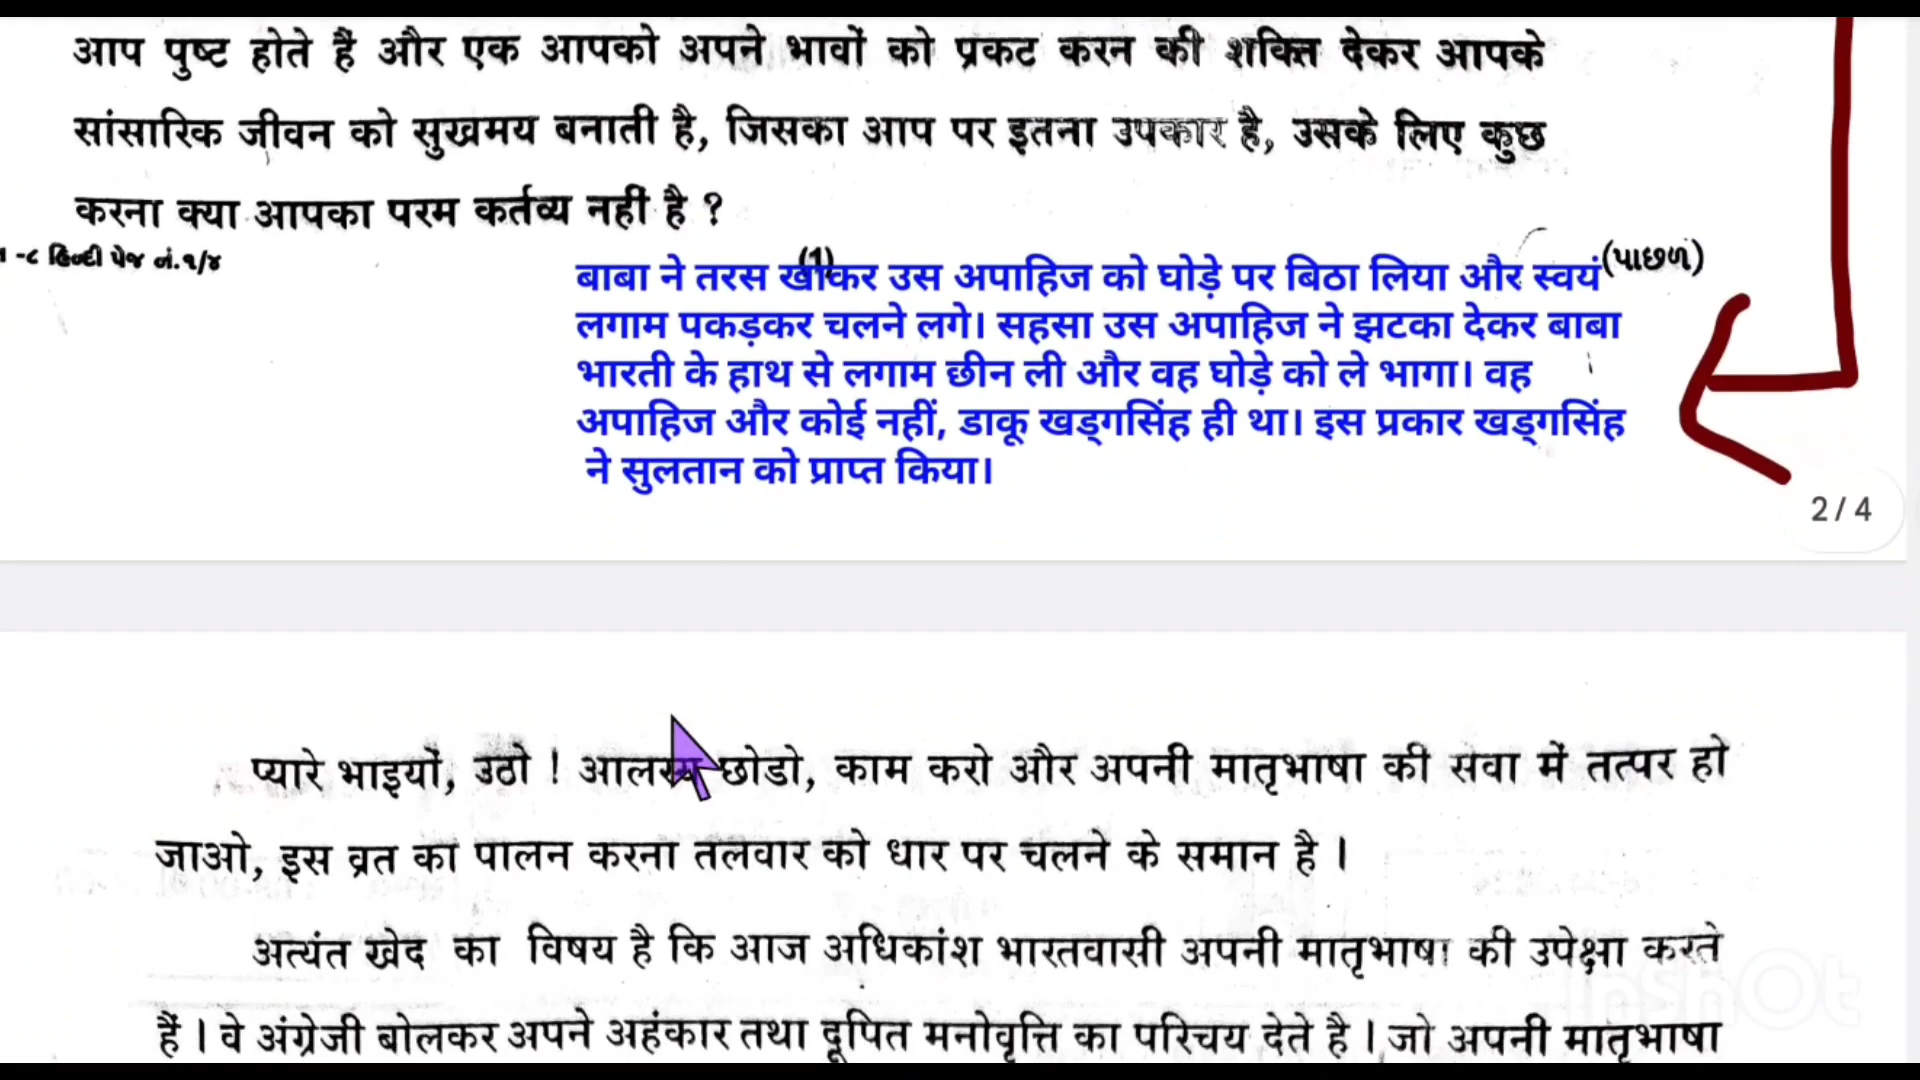 आप पुष्ट होते हैं और एक आपको अपने भावों को प्रकट करन की शक्ति देकर आपके
सांसारिक जीवन को सुखमय बनाती है, जिसका आप पर इतना उपकार है, उसके लिए कुछ
करना क्या आपका परम कर्तव्य नहीं है ?
-८ हिन्दी પેજ નં.૧/૪
(1)
(પાછળ)
बाबा ने तरस खाकर उस अपाहिज को घोड़े पर बिठा लिया और स्वयं
लगाम पकड़कर चलने लगे। सहसा उस अपाहिज ने झटका देकर बाबा
भारती के हाथ से लगाम छीन ली और वह घोड़े को ले भागा। वह
अपाहिज और कोई नहीं, डाकू खड्गसिंह ही था। इस प्रकार खड्गसिंह
ने सुलतान को प्राप्त किया।
2 / 4
प्यारे भाइयों, उठो ! आलस्य छोडो, काम करो और अपनी मातृभाषा की सेवा में तत्पर हो
जाओ, इस व्रत का पालन करना तलवार को धार पर चलने के समान है ।
अत्यंत खेद का विषय है कि आज अधिकांश भारतवासी अपनी मातृभाषा की उपेक्षा करते
हैं । वे अंग्रेजी बोलकर अपने अहंकार तथा दूपित मनोवृत्ति का परिचय देते है । जो अपनी मातृभाषा
InShOt